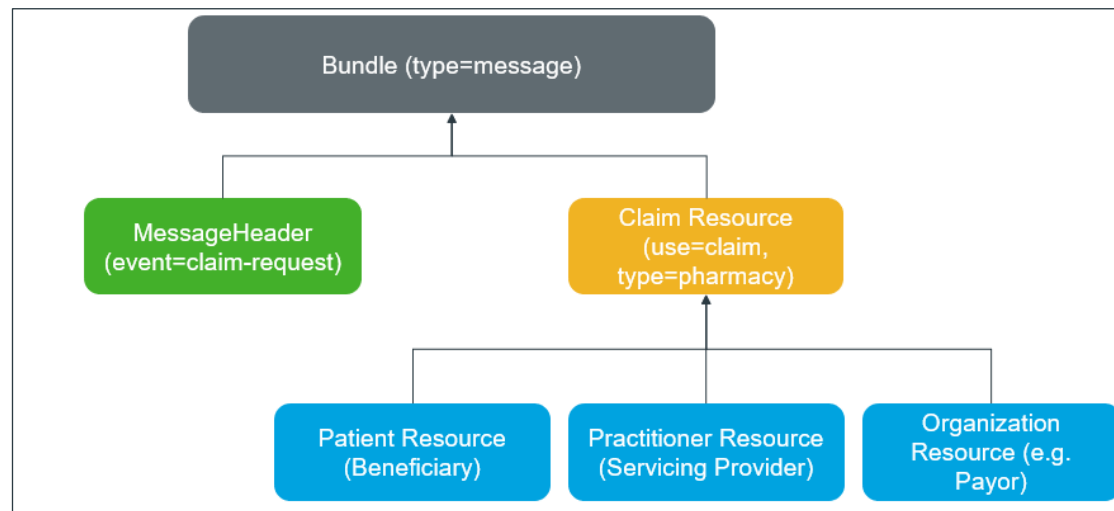 Bundle (type=message)
MessageHeader
(event=claim-request)
Claim Resource
(use=claim,
type=pharmacy)
Patient Resource
(Beneficiary)
Practitioner Resource
(Servicing Provider)
Organization
Resource (e.g.
Payor)